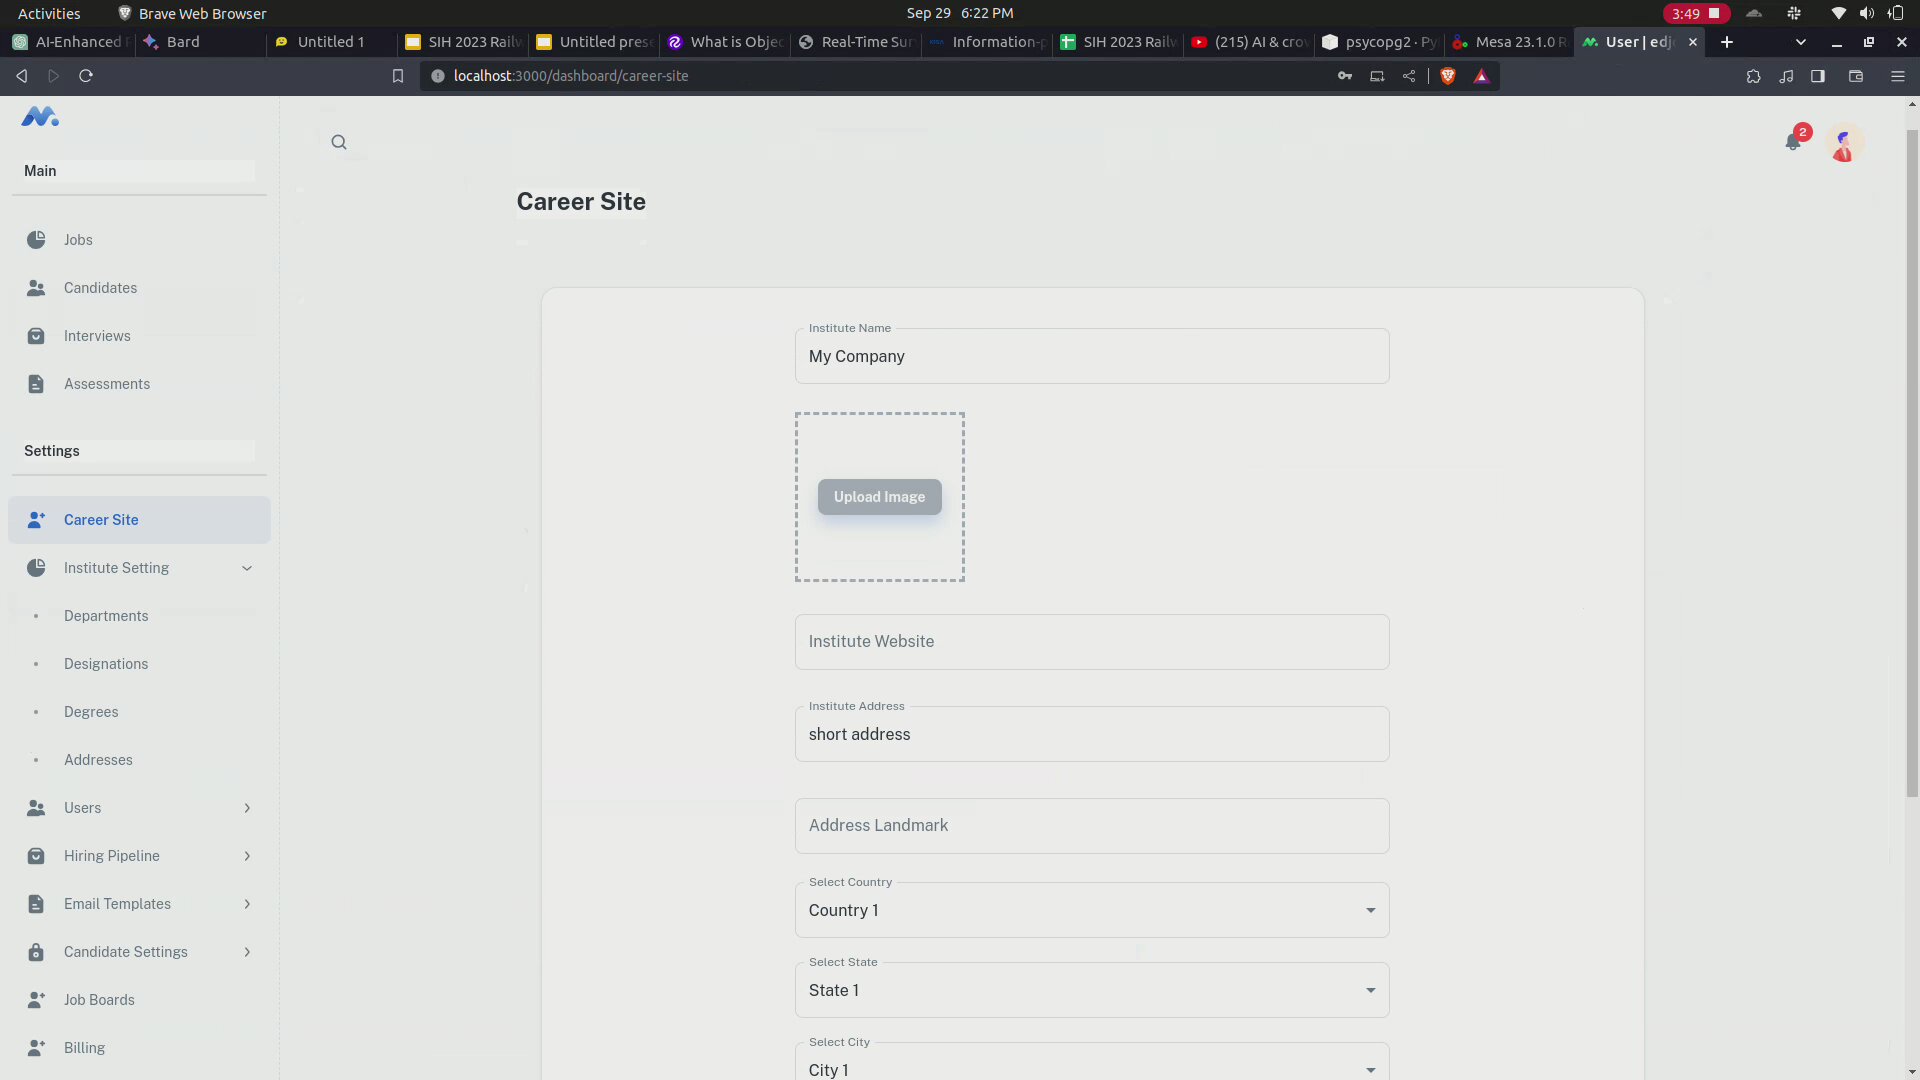 Activities
Brave Web Browser
Sep 29 6:22 PM
3:49
AI-Enhanced
Bard
Untitled 1
SIH 2023 Railw
Untitled prese
What is Objec
Real-Time Sur
Information-p
SIH 2023 Railw
(215) AI & crow
psycopg2 · Py
Mesa 23.1.0 R
User | edj
localhost:3000/dashboard/career-site
2
Main
Jobs
Candidates
Interviews
Assessments
Settings
Career Site
Institute Setting
Departments
Designations
Degrees
Addresses
Users
Hiring Pipeline
Email Templates
Candidate Settings
Job Boards
Billing
Career Site
Institute Name
My Company
Upload Image
Institute Website
Institute Address
short address
Address Landmark
Select Country
Country 1
Select State
State 1
Select City
City 1